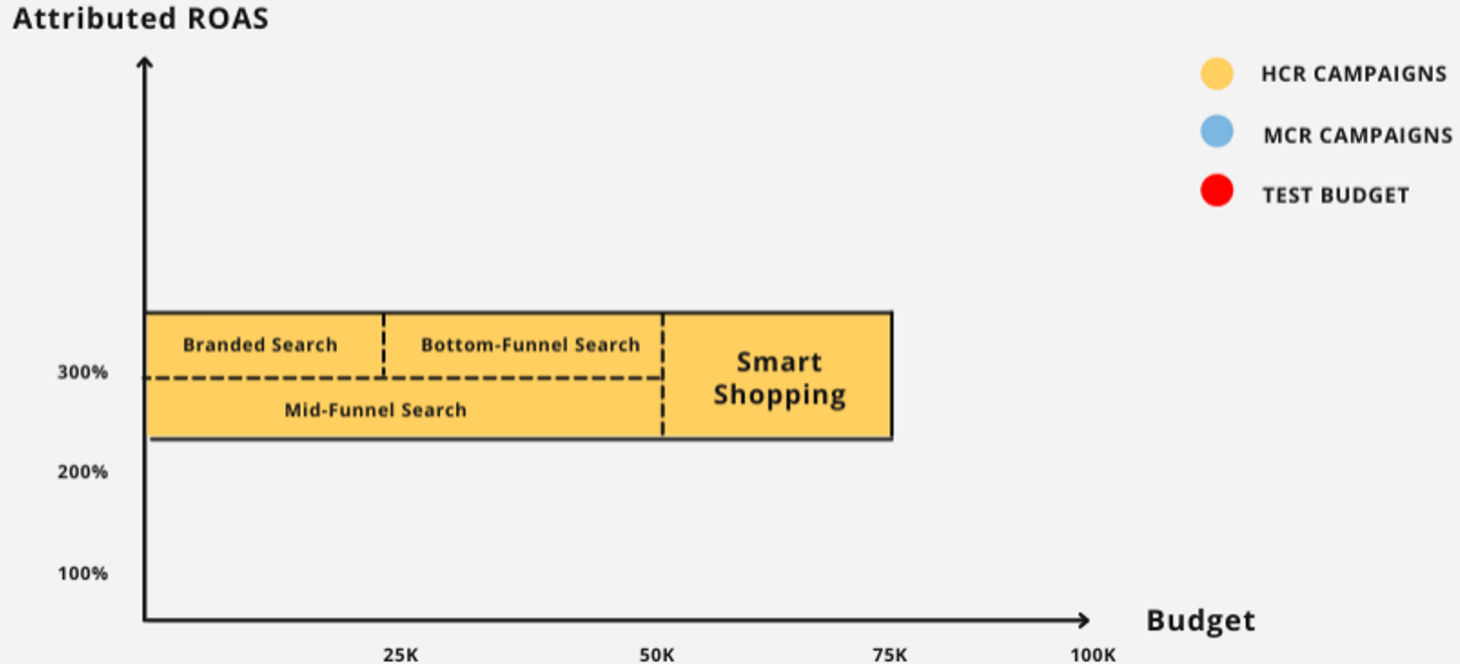 Attributed ROAS
HCR CAMPAIGNS
MCR CAMPAIGNS
TEST BUDGET
Branded Search
Bottom-Funnel Search
Smart
Shopping
300%
Mid-Funnel Search
200%
100%
Budget
25K
50K
75K
100K